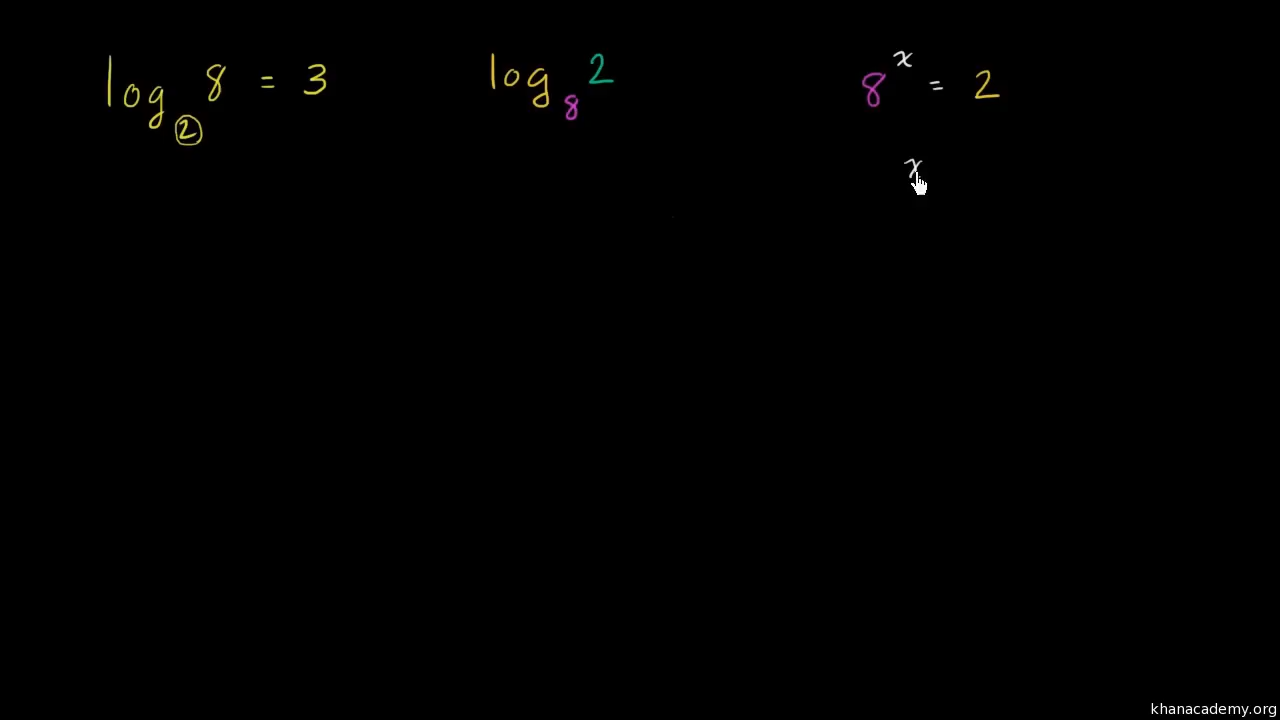 log₂ 8 = 3
log₈ 2
8ˣ = 2
x
khanacademy.org